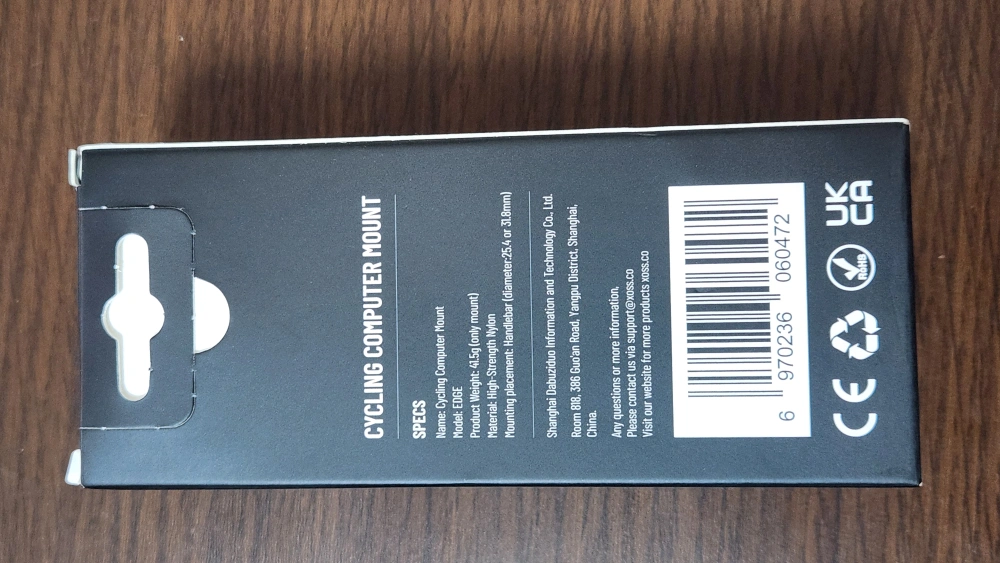 CYCLING COMPUTER MOUNT
SPECS
Name: Cycling Computer Mount
Model: EDGE
Product Weight: 41.5g (only mount)
Material: High-Strength Nylon
Mounting placement: Handlebar (diameter:25.4 or 31.8mm)
Shanghai Dabuziduo Information and Technology Co., Ltd.
Room 818, 386 Guo'an Road, Yangpu District, Shanghai,
China.
Any questions or more information,
Please contact us via support@xoss.co
Visit our website for more products xoss.co
6 970236 060472
CE RoHS UK
CA